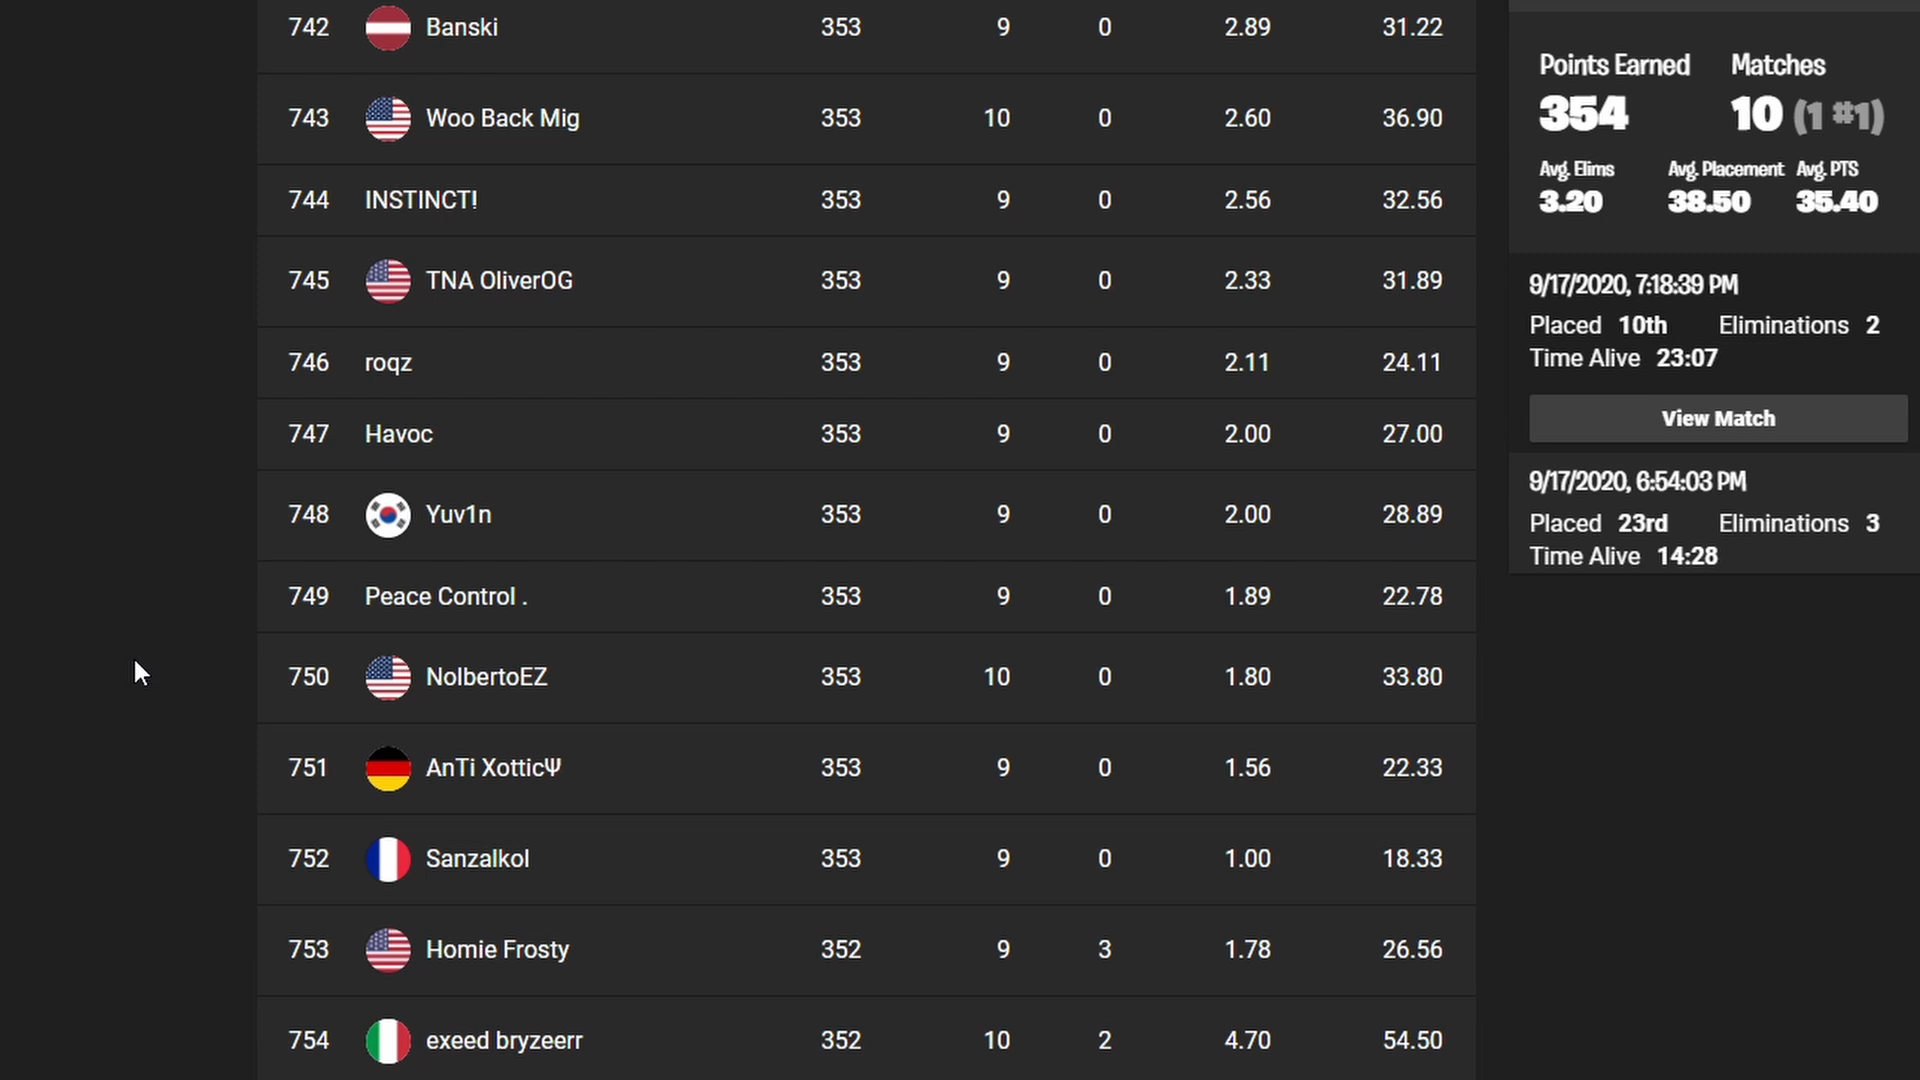 742 Banski 353 9 0 2.89 31.22
743 Woo Back Mig 353 10 0 2.60 36.90
744 INSTINCT! 353 9 0 2.56 32.56
745 TNA OliverOG 353 9 0 2.33 31.89
746 roqz 353 9 0 2.11 24.11
747 Havoc 353 9 0 2.00 27.00
748 Yuv1n 353 9 0 2.00 28.89
749 Peace Control . 353 9 0 1.89 22.78
750 NolbertoEZ 353 10 0 1.80 33.80
751 AnTi XotticΨ 353 9 0 1.56 22.33
752 Sanzalkol 353 9 0 1.00 18.33
753 Homie Frosty 352 9 3 1.78 26.56
754 exeed bryzeerr 352 10 2 4.70 54.50
Points Earned Matches
354 10 (1 #1)
Avg. Elims Avg. Placement Avg. PTS
3.20 38.50 35.40
9/17/2020, 7:18:39 PM
Placed 10th Eliminations 2
Time Alive 23:07
View Match
9/17/2020, 6:54:03 PM
Placed 23rd Eliminations 3
Time Alive 14:28